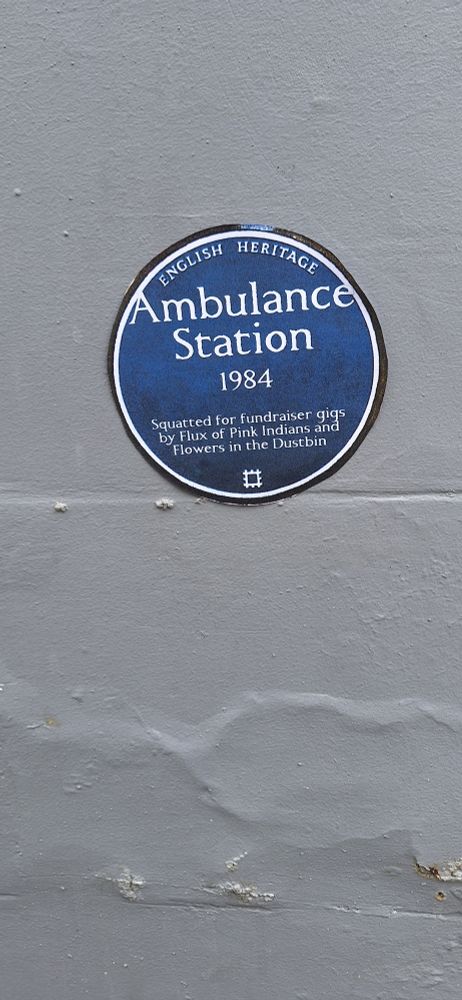 ENGLISH HERITAGE
Ambulance
Station
1984
Squatted for fundraiser gigs
by Flux of Pink Indians and
Flowers in the Dustbin